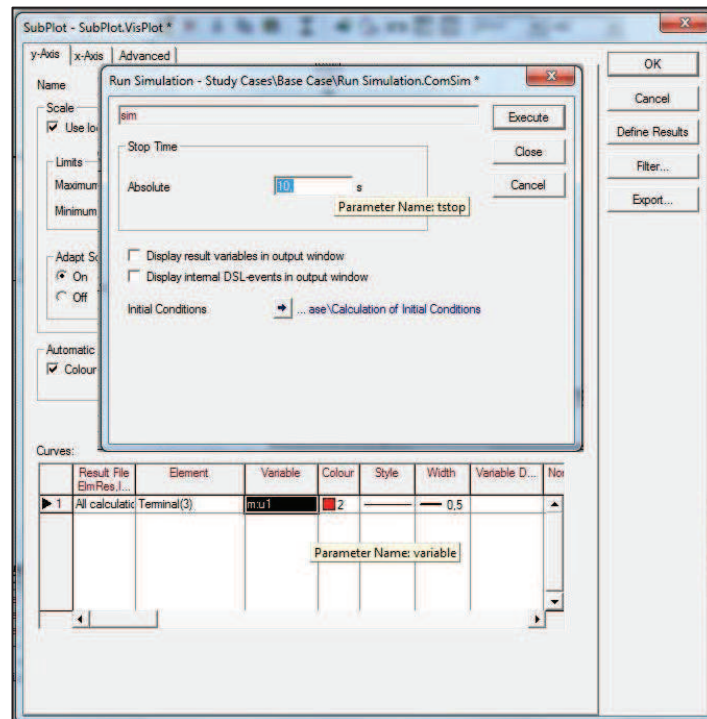 SubPlot - SubPlot.VisPlot *
y-Axis x-Axis Advanced
OK
Cancel
Define Results
Filter...
Export...
Name
Scale
Use lo
Limits
Maximum
Minimum
Adapt Sc
On
Off
Automatic
Colour
Run Simulation - Study Cases\Base Case\Run Simulation.ComSim *
sim
Execute
Close
Cancel
Stop Time
Absolute 10, s
Parameter Name: tstop
Display result variables in output window
Display internal DSL-events in output window
Initial Conditions ... ase\Calculation of Initial Conditions
Curves:
Result File Element Variable Colour Style Width Variable D... Nor
ElmRes,I...
1 All calculatic Terminal(3) m:u1 2 0,5
Parameter Name: variable